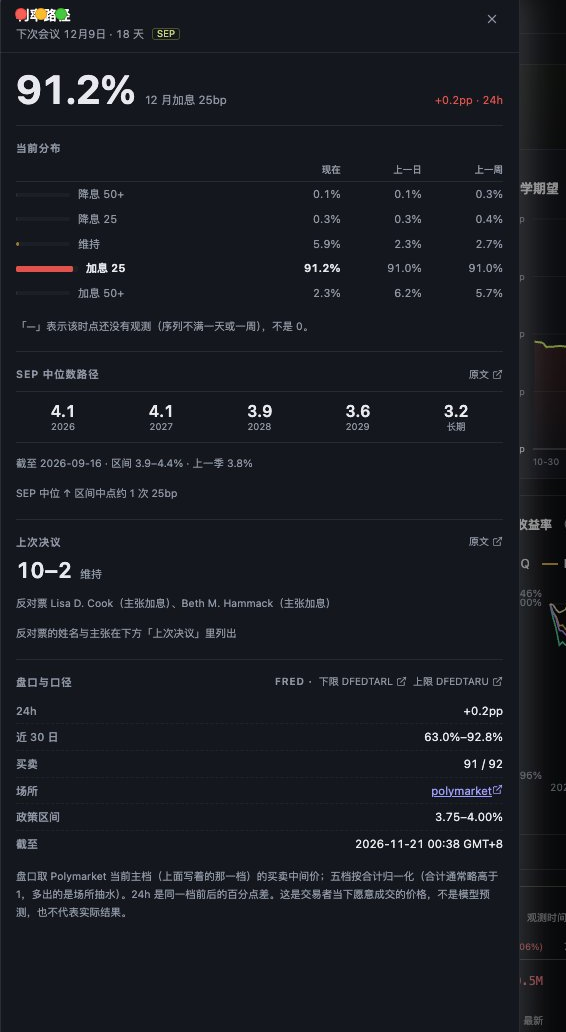 利率路径
下次会议 12月9日 · 18 天 SEP
91.2% 12 月加息 25bp +0.2pp · 24h
当前分布
现在 上一日 上一周
降息 50+ 0.1% 0.1% 0.3%
降息 25 0.3% 0.3% 0.4%
维持 5.9% 2.3% 2.7%
加息 25 91.2% 91.0% 91.0%
加息 50+ 2.3% 6.2% 5.7%
「—」表示该时点还没有观测（序列不满一天或一周），不是 0。
SEP 中位数路径 原文
4.1 4.1 3.9 3.6 3.2
2026 2027 2028 2029 长期
截至 2026-09-16 · 区间 3.9–4.4% · 上一季 3.8%
SEP 中位 ↑ 区间中点约 1 次 25bp
上次决议 原文
10–2 维持
反对票 Lisa D. Cook（主张加息）、Beth M. Hammack（主张加息）
反对票的姓名与主张在下方「上次决议」里列出
盘口与口径 FRED · 下限 DFEDTARL 上限 DFEDTARU
24h +0.2pp
近 30 日 63.0%–92.8%
买卖 91 / 92
场所 polymarket
政策区间 3.75–4.00%
截至 2026-11-21 00:38 GMT+8
盘口取 Polymarket 当前主档（上面写着的那一档）的买卖中间价；五档按合计归一化（合计通常略高于
1，多出的是场所抽水）。24h 是同一档前后的百分点差。这是交易者当下愿意成交的价格，不是模型预
测，也不代表实际结果。
学期望
p
p
p
p
p
10-30
收益率
Q
46%
00%
96%
202
观测时间
06%)
.5M
最新